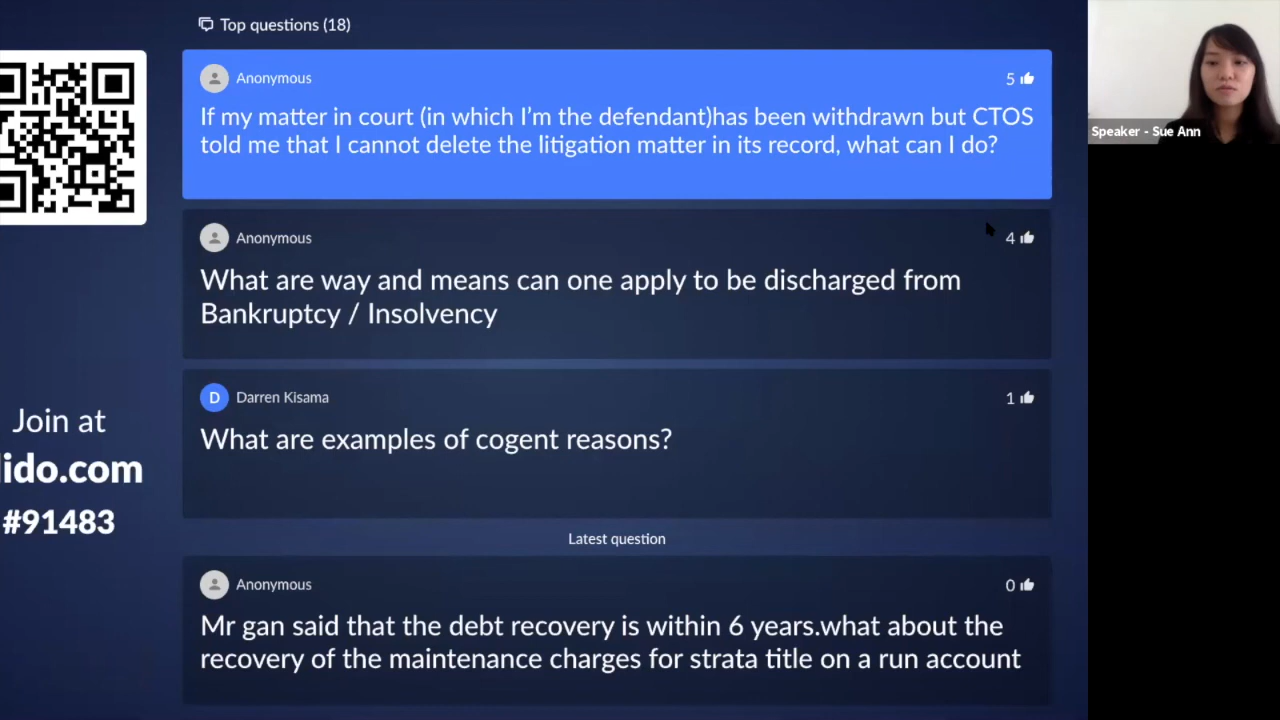 Top questions (18)
Anonymous
5
If my matter in court (in which I'm the defendant)has been withdrawn but CTOS
told me that I cannot delete the litigation matter in its record, what can I do?
Anonymous
4
What are way and means can one apply to be discharged from
Bankruptcy / Insolvency
D Darren Kisama
1
What are examples of cogent reasons?
Latest question
Anonymous
0
Mr gan said that the debt recovery is within 6 years.what about the
recovery of the maintenance charges for strata title on a run account
Join at
lido.com
#91483
Speaker - Sue Ann